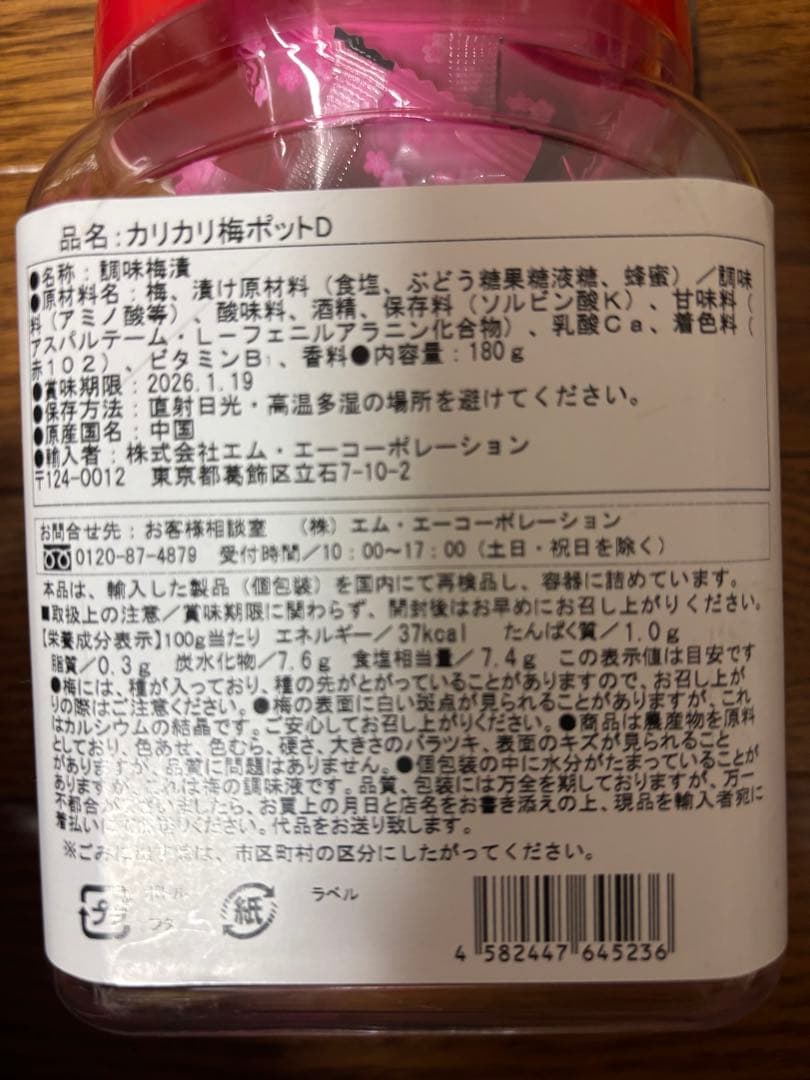 品名：カリカリ梅ポットD
●名称：調味梅漬
●原材料名：梅、漬け原材料（食塩、ぶどう糖果糖液糖、蜂蜜）／調味
料（アミノ酸等）、酸味料、酒精、保存料（ソルビン酸K）、甘味料（
アスパルテーム・L－フェニルアラニン化合物）、乳酸Ca、着色料（
赤102）、ビタミンB₁、香料●内容量：180g
●賞味期限：2026.1.19
●保存方法：直射日光・高温多湿の場所を避けてください。
●原産国名：中国
●輸入者：株式会社エム・エーコーポレーション
〒124-0012　東京都葛飾区立石7-10-2
お問合せ先：お客様相談室　（株）エム・エーコーポレーション
0120-87-4879　受付時間／10：00～17：00（土日・祝日を除く）
本品は、輸入した製品（個包装）を国内にて再検品し、容器に詰めています。
■取扱上の注意／賞味期限に関わらず、開封後はお早めにお召し上がりください。
【栄養成分表示】100g当たり　エネルギー／37kcal　たんぱく質／1.0g
脂質／0.3g　炭水化物／7.6g　食塩相当量／7.4g　この表示値は目安です
●梅には、種が入っており、種の先がとがっていることがありますので、お召し上が
りの際はご注意ください。●梅の表面に白い斑点が見られることがありますが、これ
はカルシウムの結晶です。ご安心してお召し上がりください。●商品は農産物を原料
としており、色あせ、色むら、硬さ、大きさのバラツキ、表面のキズが見られること
がありますが、品質に問題はありません。●個包装の中に水分がたまっていることが
ありますが、これは梅の調味液です。品質、包装には万全を期しておりますが、万一
不都合がございましたら、お買上の月日と店名をお書き添えの上、現品を輸入者宛に
着払いにてお送りください。代品をお送り致します。
※ごみに出す際は、市区町村の区分にしたがってください。
プラ　フタ　紙　ラベル
4 582447 645236